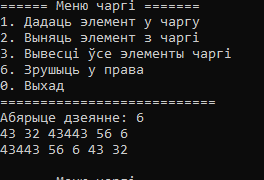 ====== Меню чаргі =======
1. Дадаць элемент у чаргу
2. Выняць элемент з чаргі
3. Вывесці ўсе элементы чаргі
6. Зрушыць у права
0. Выхад
===========================
Абярыце дзеянне: 6
43 32 43443 56 6
43443 56 6 43 32